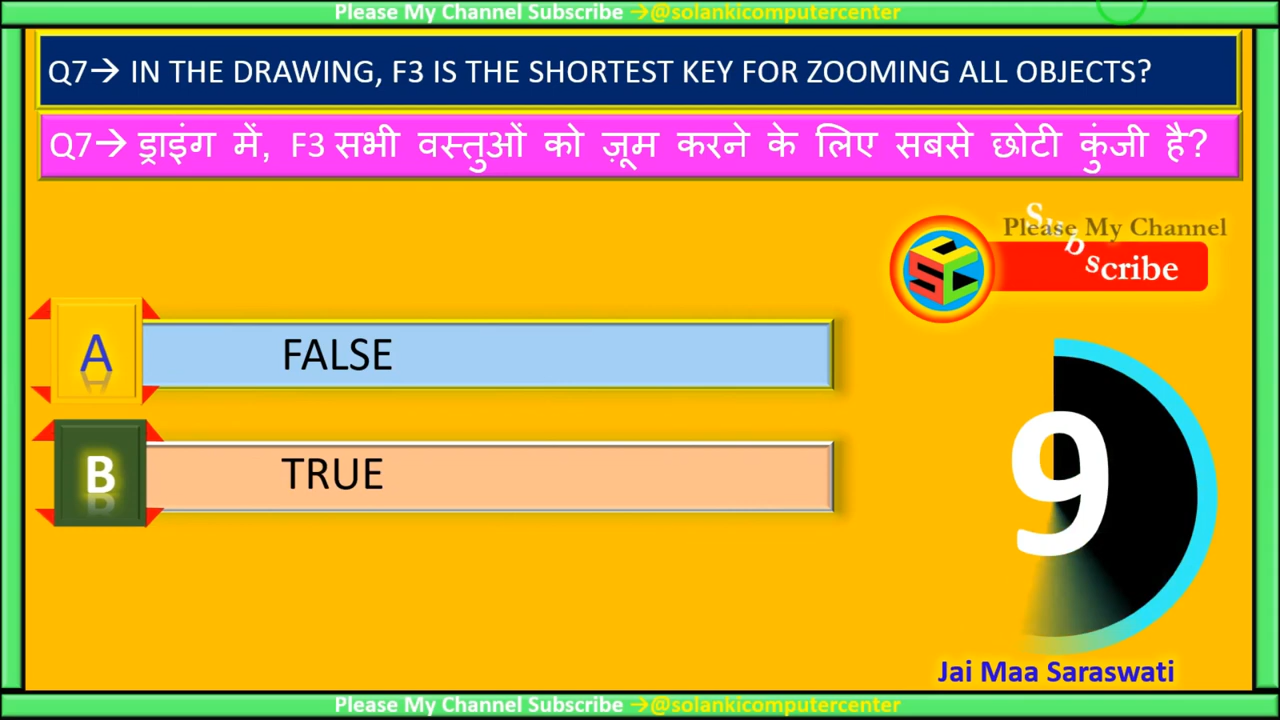 Please My Channel Subscribe →@solankicomputercenter
Q7→ IN THE DRAWING, F3 IS THE SHORTEST KEY FOR ZOOMING ALL OBJECTS?
Q7→ ड्राइंग में, F3 सभी वस्तुओं को ज़ूम करने के लिए सबसे छोटी कुंजी है?
Please My Channel
Subscribe
SCC
A FALSE
B TRUE
9
Jai Maa Saraswati
Please My Channel Subscribe →@solankicomputercenter